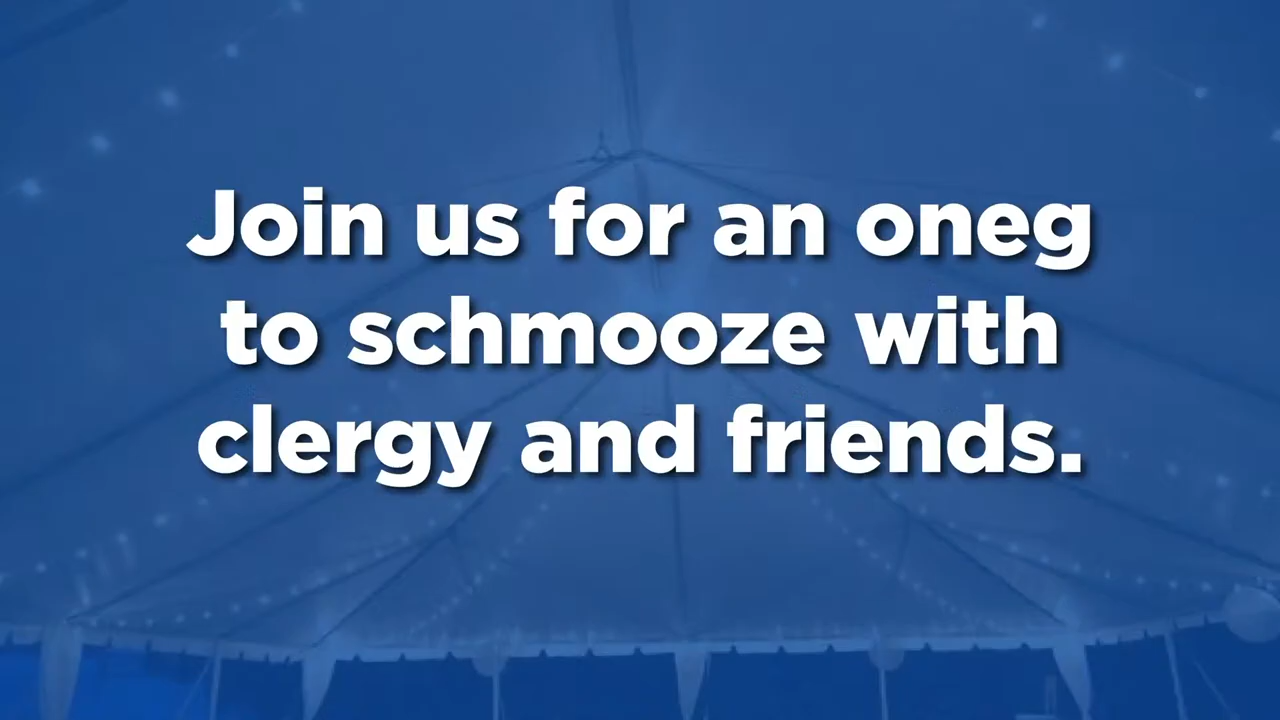 Join us for an oneg
to schmooze with
clergy and friends.